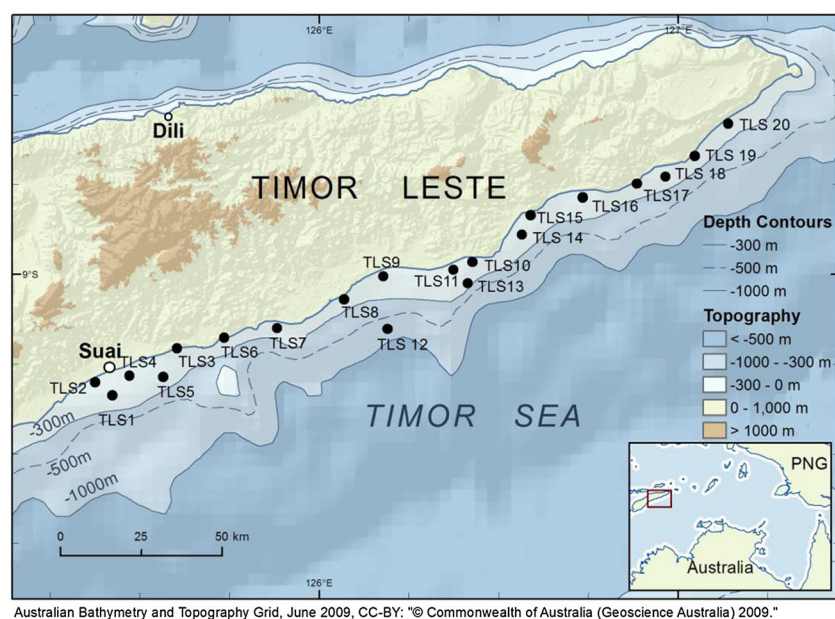 126°E
127°E
Dili
TLS 20
TLS 19
TLS 18
TIMOR LESTE
TLS17
TLS16
TLS15
TLS 14
Depth Contours
-300 m
-500 m
-1000 m
9°S
TLS9
TLS10
TLS11
TLS13
TLS8
Topography
< -500 m
-1000 - -300 m
-300 - 0 m
0 - 1,000 m
> 1000 m
TLS7
TLS 12
Suai
TLS4
TLS3
TLS6
TLS2
TLS5
TLS1
TIMOR SEA
-300m
-500m
-1000m
PNG
Australia
0 25 50 km
126°E
Australian Bathymetry and Topography Grid, June 2009, CC-BY: "© Commonwealth of Australia (Geoscience Australia) 2009."